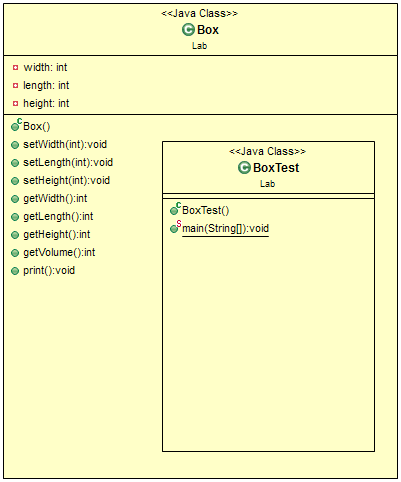 <<Java Class>>
Box
Lab
width: int
length: int
height: int
Box()
setWidth(int):void
setLength(int):void
setHeight(int):void
getWidth():int
getLength():int
getHeight():int
getVolume():int
print():void
<<Java Class>>
BoxTest
Lab
BoxTest()
main(String[]):void